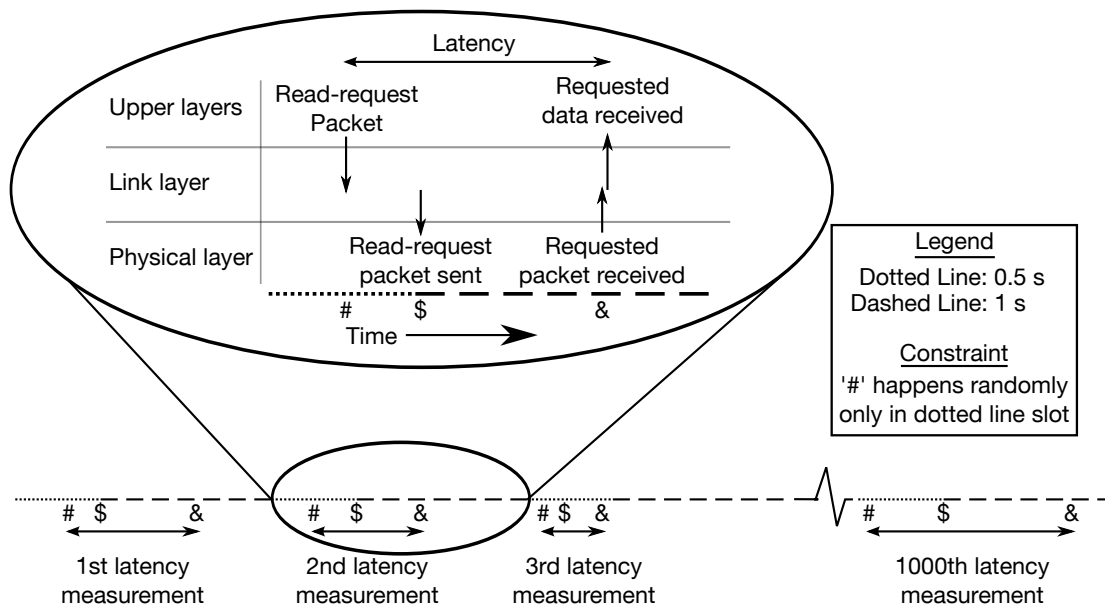 Latency
Upper layers
Read-request
Packet
Requested
data received
Link layer
Physical layer
Read-request
packet sent
Requested
packet received
# $ &
Time
Legend
Dotted Line: 0.5 s
Dashed Line: 1 s
Constraint
'#' happens randomly
only in dotted line slot
# $ &
1st latency
measurement
# $ &
2nd latency
measurement
# $ &
3rd latency
measurement
# $ &
1000th latency
measurement